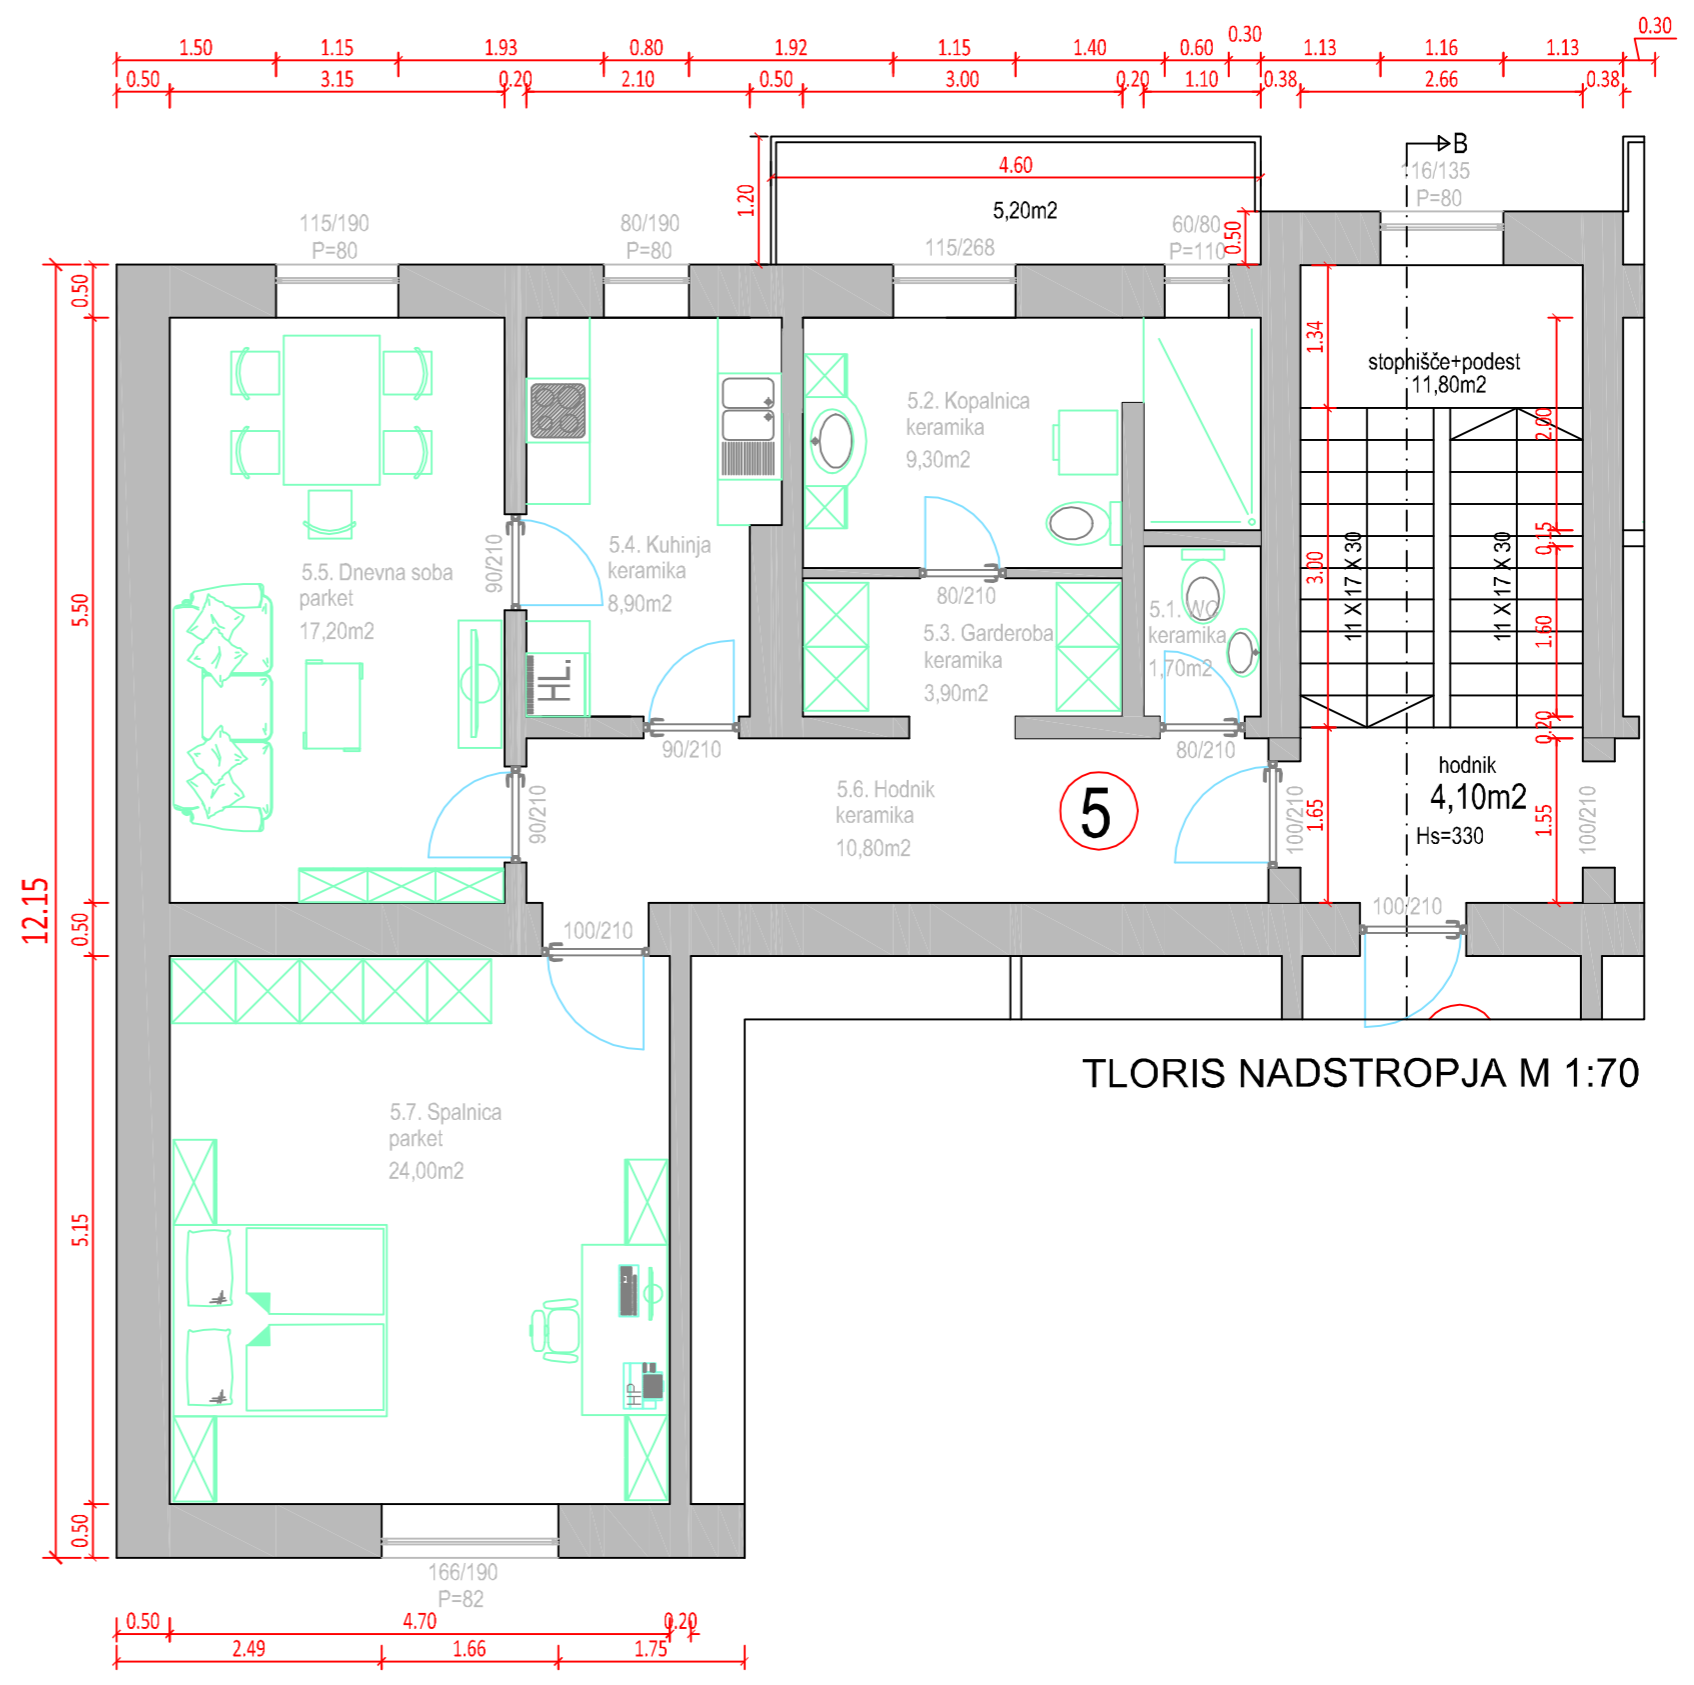 0.30
1.50 1.15 1.93 0.80 1.92 1.15 1.40 0.60 0.30 1.13 1.16 1.13
0.50 3.15 0.20 2.10 0.50 3.00 0.20 1.10 0.38 2.66 0.38
B
4.60
116/135
P=80
1.20
5,20m2
115/190
P=80
80/190
P=80
115/268
60/80
P=110
0.50
0.50
1.34
stophišče+podest
11,80m2
5.2. Kopalnica
keramika
9,30m2
2.00
0,15
5.4. Kuhinja
keramika
8,90m2
90/210
5.5. Dnevna soba
parket
17,20m2
5.50
80/210
5.3. Garderoba
keramika
3,90m2
5.1. WC
keramika
1,70m2
3.00
11 X 17 X 30
11 X 17 X 30
1.60
HL.
0.20
90/210
80/210
90/210
5.6. Hodnik
keramika
10,80m2
5
100/210
1.65
hodnik
4,10m2
Hs=330
1.55
100/210
12.15
0.50
100/210
100/210
TLORIS NADSTROPJA M 1:70
5.7. Spalnica
parket
24,00m2
5.15
HP
0.50
166/190
P=82
0.50 4.70 0.20
2.49 1.66 1.75